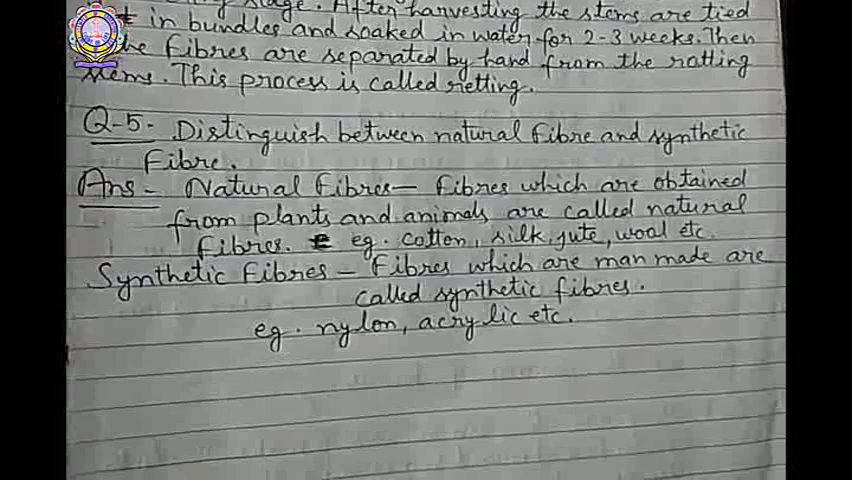 stage. After harvesting the stems are tied
in bundles and soaked in water for 2-3 weeks. Then
the fibres are separated by hand from the rotting
stems. This process is called retting.
Q-5- Distinguish between natural fibre and synthetic
Fibre.
Ans- Natural Fibres- Fibres which are obtained
from plants and animals are called natural
fibres. eg. cotton, silk, jute, wool etc.
Synthetic Fibres - Fibres which are man made are
called synthetic fibres.
eg. nylon, acrylic etc.